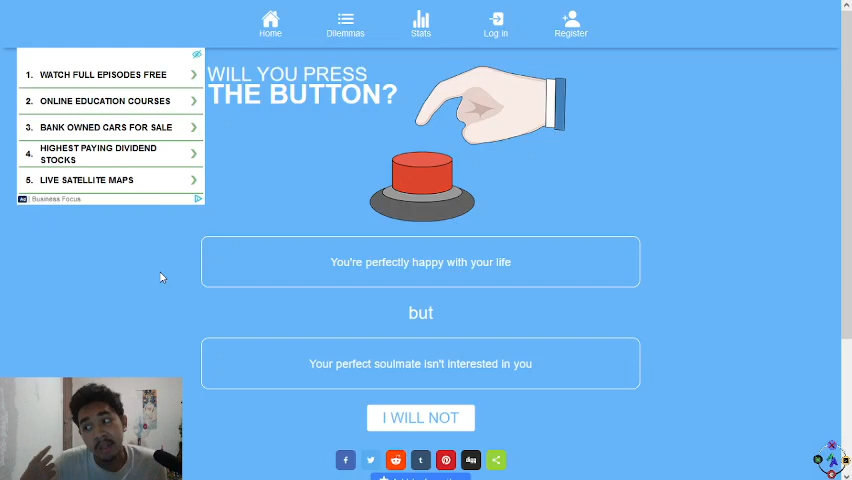 Home
Dilemmas
Stats
Log in
Register
1. WATCH FULL EPISODES FREE
2. ONLINE EDUCATION COURSES
3. BANK OWNED CARS FOR SALE
4. HIGHEST PAYING DIVIDEND
STOCKS
5. LIVE SATELLITE MAPS
Ad Business Focus
WILL YOU PRESS
THE BUTTON?
You're perfectly happy with your life
but
Your perfect soulmate isn't interested in you
I WILL NOT
f
t
digg